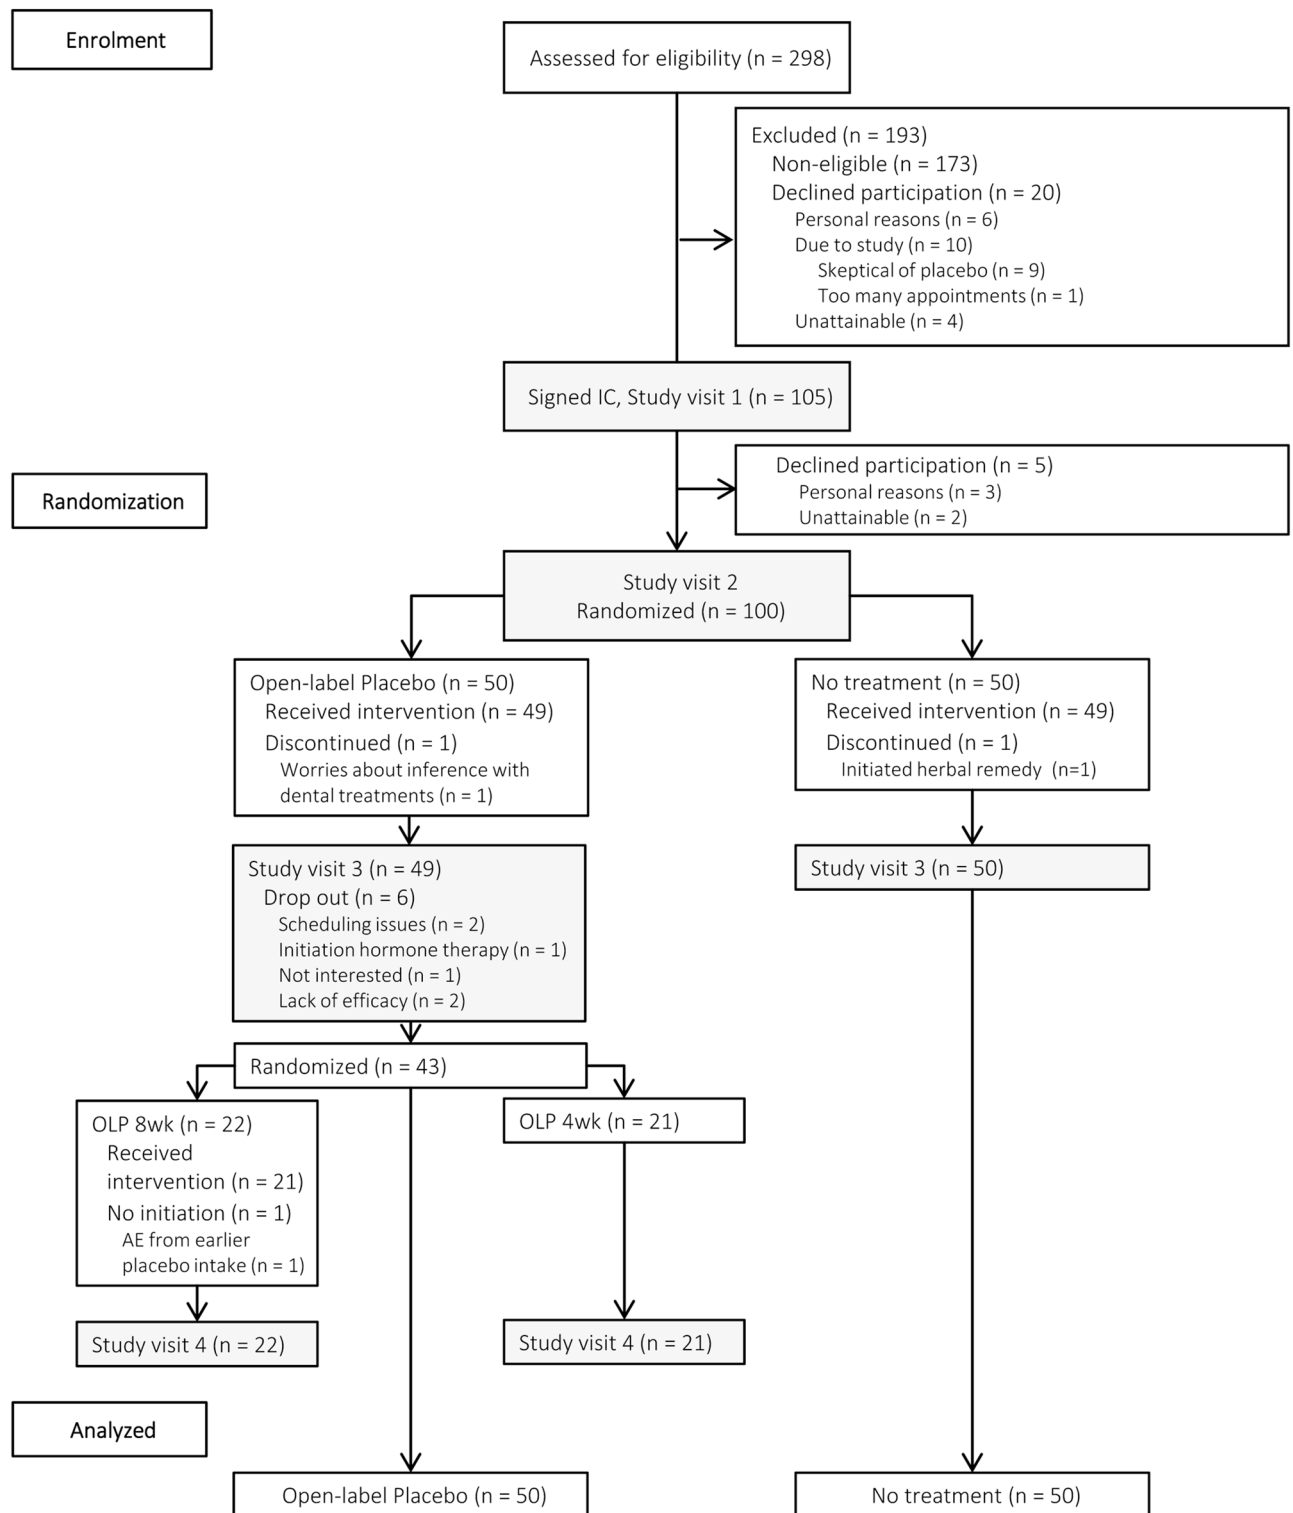 Enrolment
Assessed for eligibility (n = 298)
Excluded (n = 193)
Non-eligible (n = 173)
Declined participation (n = 20)
Personal reasons (n = 6)
Due to study (n = 10)
Skeptical of placebo (n = 9)
Too many appointments (n = 1)
Unattainable (n = 4)
Signed IC, Study visit 1 (n = 105)
Declined participation (n = 5)
Personal reasons (n = 3)
Unattainable (n = 2)
Randomization
Study visit 2
Randomized (n = 100)
Open-label Placebo (n = 50)
Received intervention (n = 49)
Discontinued (n = 1)
Worries about inference with
dental treatments (n = 1)
No treatment (n = 50)
Received intervention (n = 49)
Discontinued (n = 1)
Initiated herbal remedy (n=1)
Study visit 3 (n = 49)
Drop out (n = 6)
Scheduling issues (n = 2)
Initiation hormone therapy (n = 1)
Not interested (n = 1)
Lack of efficacy (n = 2)
Study visit 3 (n = 50)
Randomized (n = 43)
OLP 8wk (n = 22)
Received
intervention (n = 21)
No initiation (n = 1)
AE from earlier
placebo intake (n = 1)
OLP 4wk (n = 21)
Study visit 4 (n = 22)
Study visit 4 (n = 21)
Analyzed
Open-label Placebo (n = 50)
No treatment (n = 50)